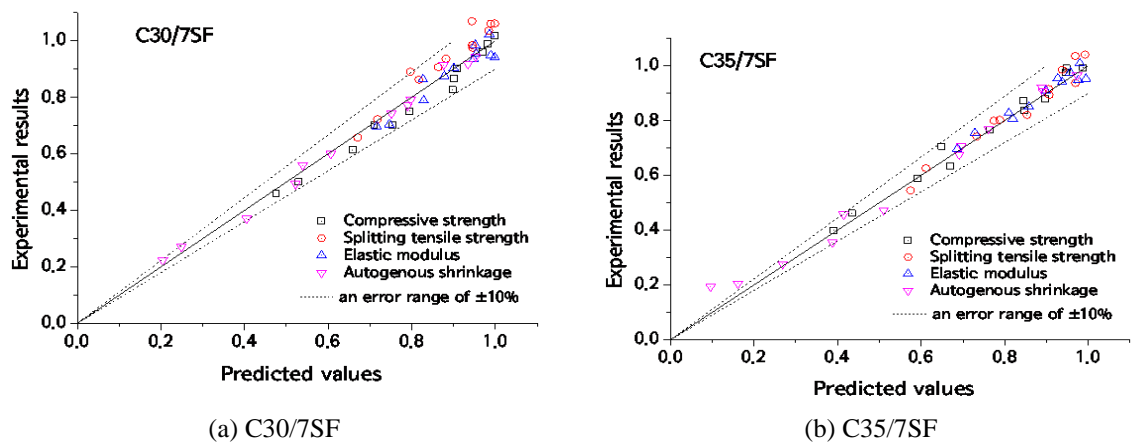 C30/7SF
Experimental results
1.0
0.8
0.6
0.4
0.2
0.0
Compressive strength
Splitting tensile strength
Elastic modulus
Autogenous shrinkage
an error range of ±10%
0.0 0.2 0.4 0.6 0.8 1.0
Predicted values
(a) C30/7SF
C35/7SF
Experimental results
1.0
0.8
0.6
0.4
0.2
0.0
Compressive strength
Splitting tensile strength
Elastic modulus
Autogenous shrinkage
an error range of ±10%
0.0 0.2 0.4 0.6 0.8 1.0
Predicted values
(b) C35/7SF